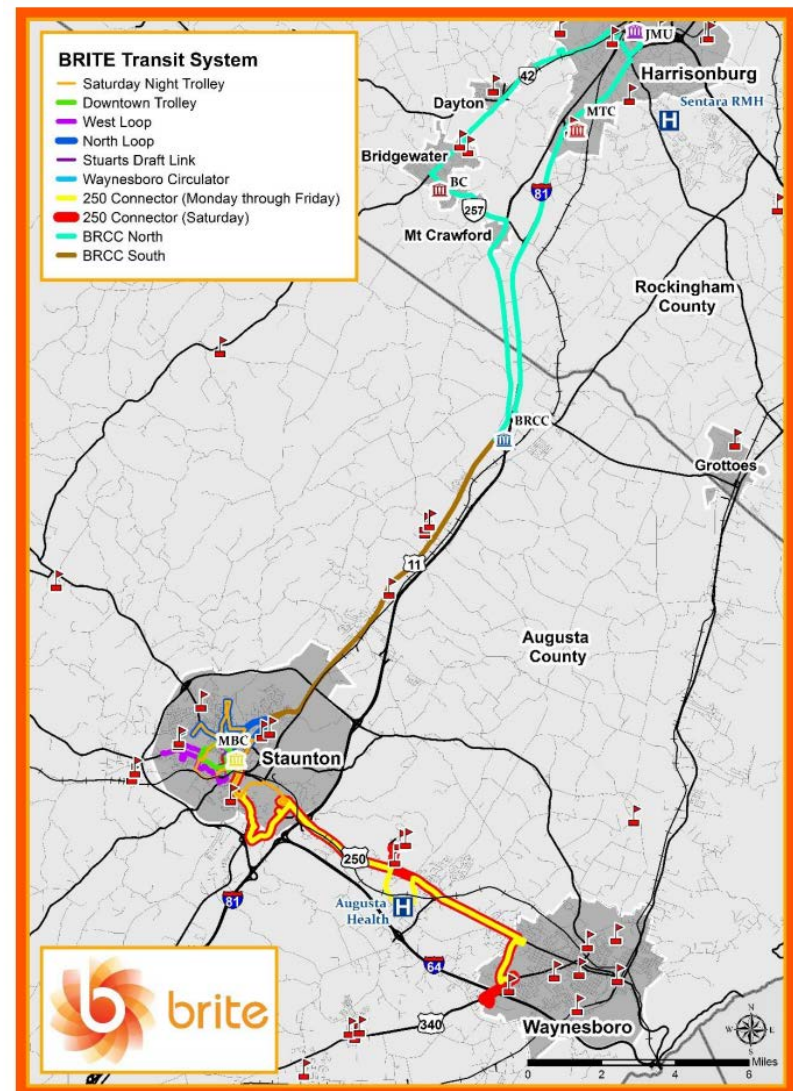 BRITE Transit System
Saturday Night Trolley
Downtown Trolley
West Loop
North Loop
Stuarts Draft Link
Waynesboro Circulator
250 Connector (Monday through Friday)
250 Connector (Saturday)
BRCC North
BRCC South
JMU
Harrisonburg
42
Sentara RMH
H
Dayton
MTC
Bridgewater
BC
81
257
Mt Crawford
Rockingham
County
BRCC
Grottoes
11
Augusta
County
MBC
Staunton
250
81
Augusta
Health
H
64
340
Waynesboro
b brite
N
W
E
S
0 2 4 6
Miles